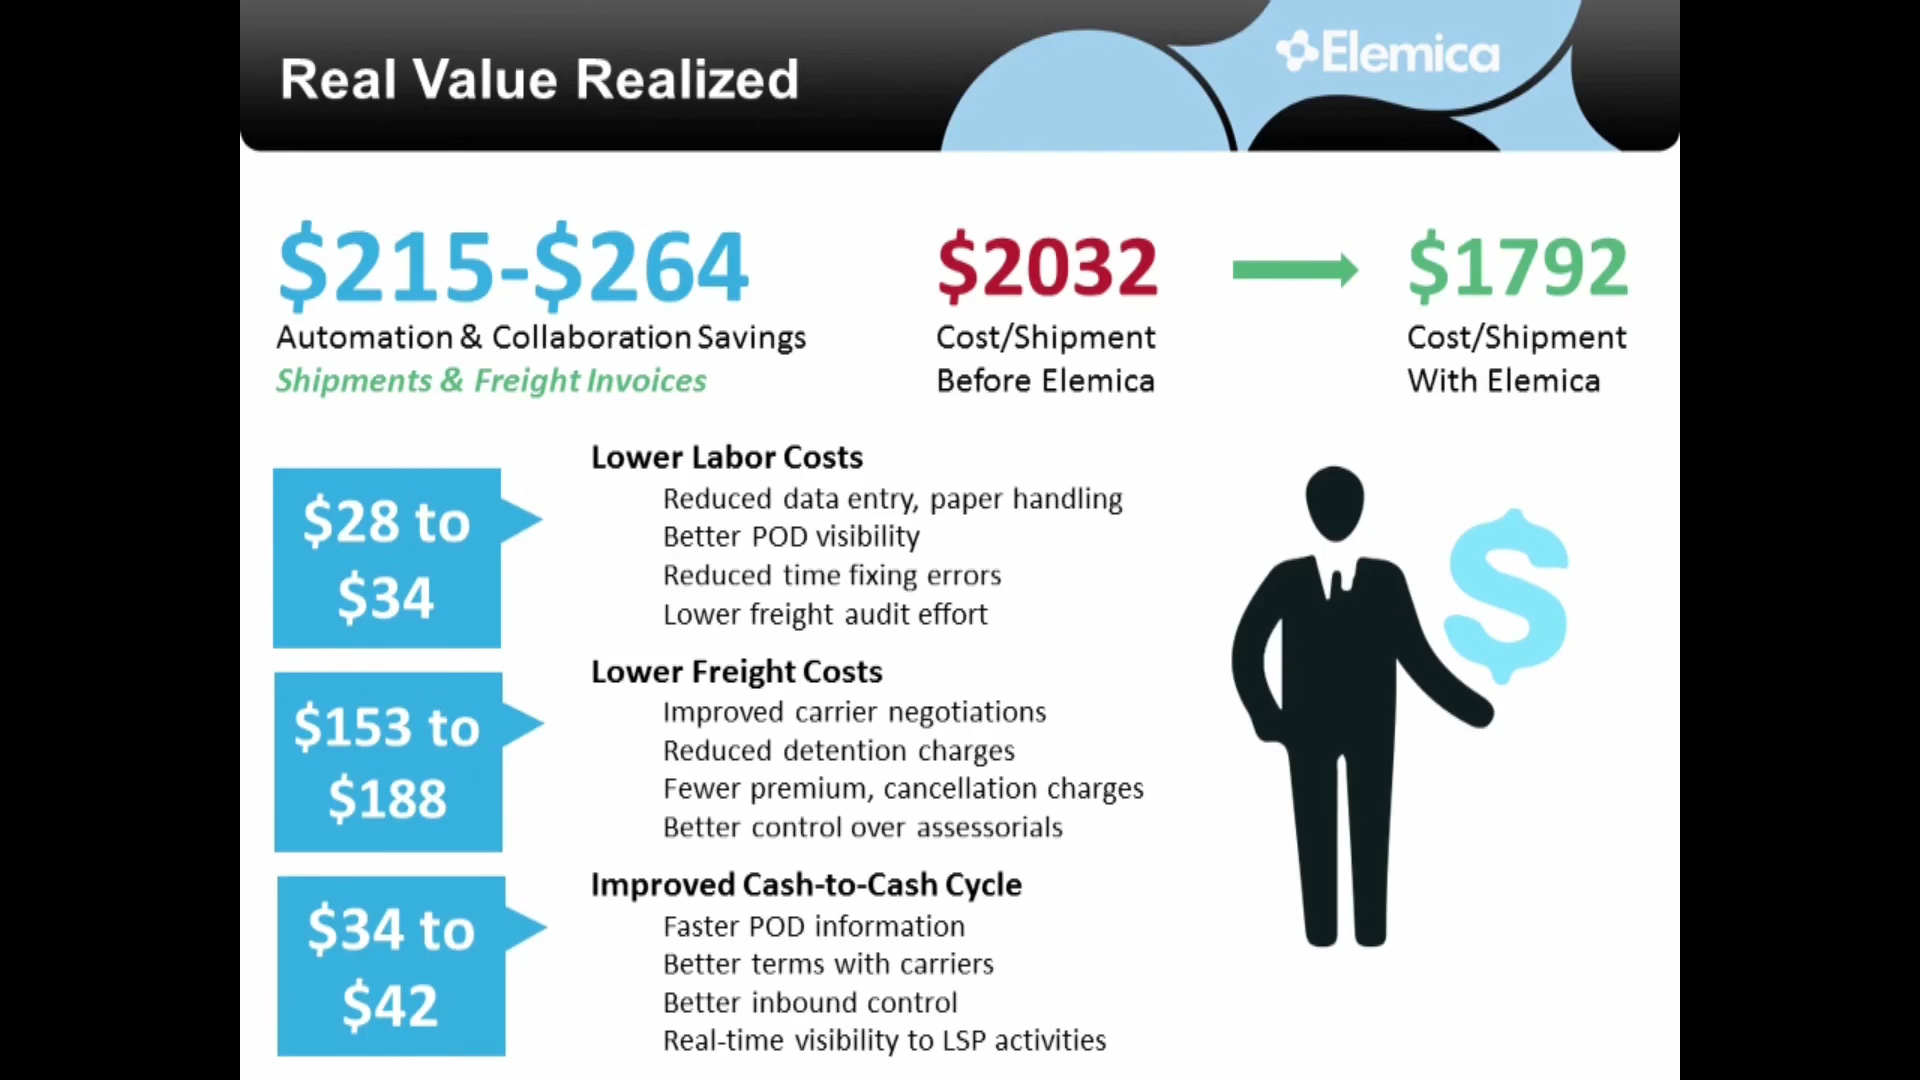 Real Value Realized
Elemica
$215-$264
Automation & Collaboration Savings
Shipments & Freight Invoices
$2032
Cost/Shipment
Before Elemica
$1792
Cost/Shipment
With Elemica
$28 to
$34
Lower Labor Costs
Reduced data entry, paper handling
Better POD visibility
Reduced time fixing errors
Lower freight audit effort
$153 to
$188
Lower Freight Costs
Improved carrier negotiations
Reduced detention charges
Fewer premium, cancellation charges
Better control over assessorials
$34 to
$42
Improved Cash-to-Cash Cycle
Faster POD information
Better terms with carriers
Better inbound control
Real-time visibility to LSP activities
$